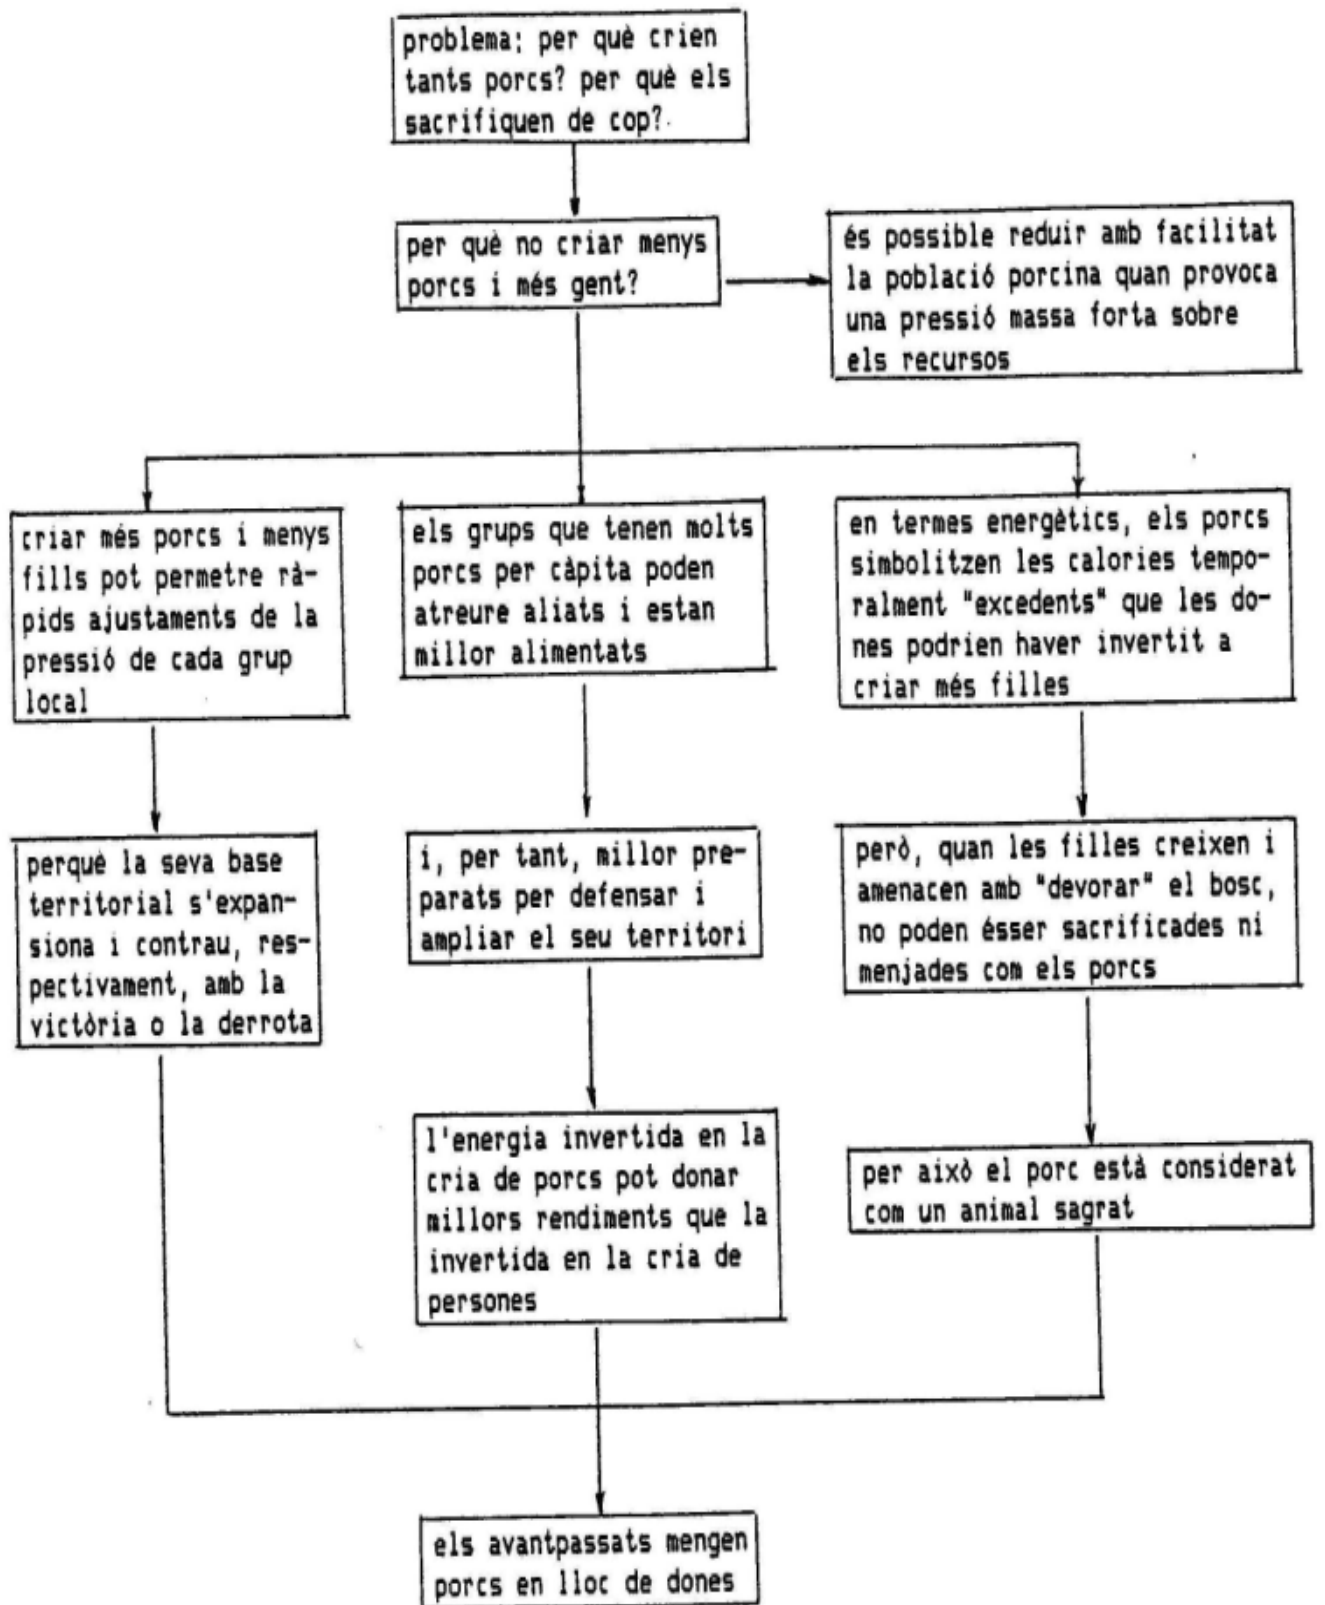 problema: per què crien
tants porcs? per què els
sacrifiquen de cop?
per què no criar menys
porcs i més gent?
és possible reduir amb facilitat
la població porcina quan provoca
una pressió massa forta sobre
els recursos
criar més porcs i menys
fills pot permetre rà-
pids ajustaments de la
pressió de cada grup
local
els grups que tenen molts
porcs per càpita poden
atreure aliats i estan
millor alimentats
en termes energètics, els porcs
simbolitzen les calories tempo-
ralment "excedents" que les do-
nes podrien haver invertit a
criar més filles
perquè la seva base
territorial s'expan-
siona i contrau, res-
pectivament, amb la
victòria o la derrota
i, per tant, millor pre-
parats per defensar i
ampliar el seu territori
però, quan les filles creixen i
amenacen amb "devorar" el bosc,
no poden ésser sacrificades ni
menjades com els porcs
l'energia invertida en la
cria de porcs pot donar
millors rendiments que la
invertida en la cria de
persones
per això el porc està considerat
com un animal sagrat
els avantpassats mengen
porcs en lloc de dones